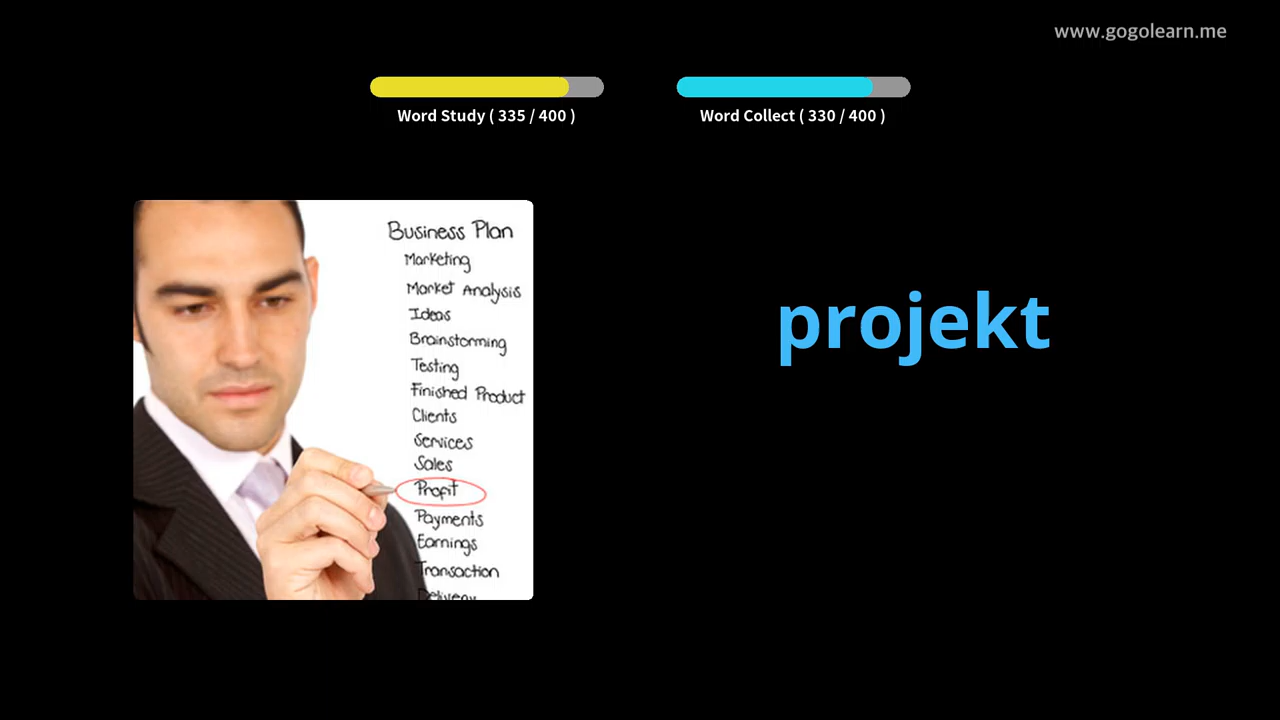 www.gogolearn.me
Word Study ( 335 / 400 )
Word Collect ( 330 / 400 )
Business Plan
Marketing
Market Analysis
Ideas
Brainstorming
Testing
Finished Product
Clients
Services
Sales
Profit
Payments
Earnings
Transaction
Delivery
projekt